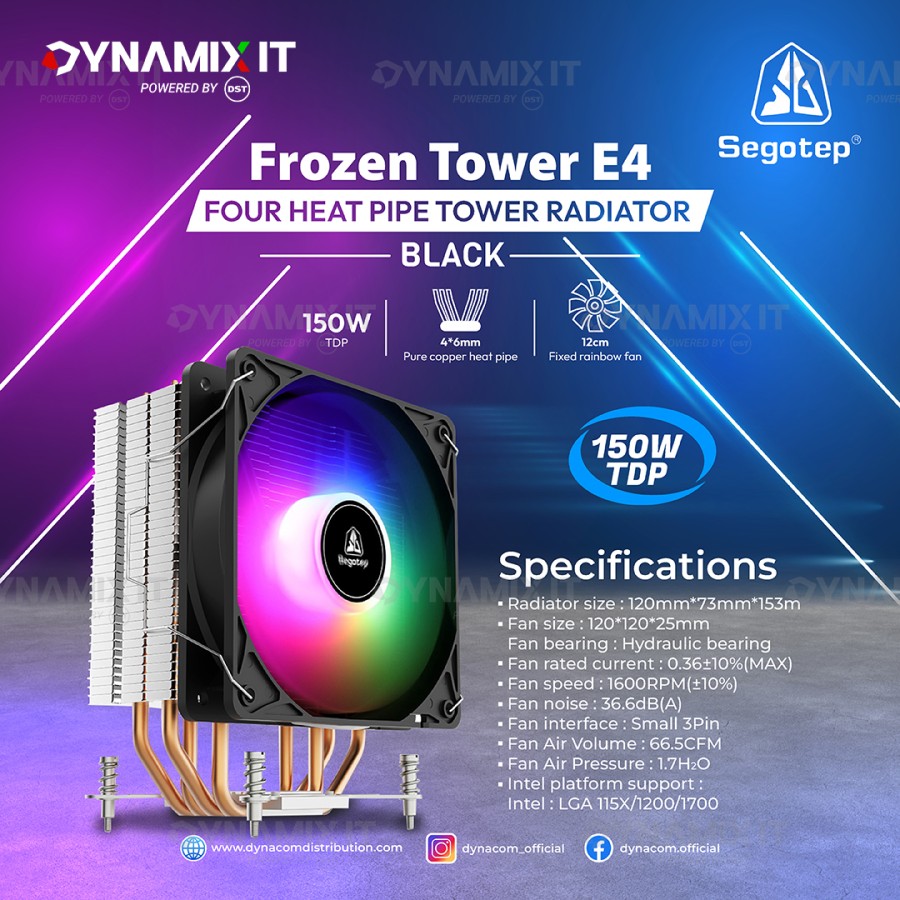 DYNAMIX IT
POWERED BY DST
Segotep®
Frozen Tower E4
FOUR HEAT PIPE TOWER RADIATOR
BLACK
150W
TDP
4*6mm
Pure copper heat pipe
12cm
Fixed rainbow fan
150W
TDP
Segotep
Specifications
▪ Radiator size : 120mm*73mm*153m
▪ Fan size : 120*120*25mm
Fan bearing : Hydraulic bearing
▪ Fan rated current : 0.36±10%(MAX)
▪ Fan speed : 1600RPM(±10%)
▪ Fan noise : 36.6dB(A)
▪ Fan interface : Small 3Pin
▪ Fan Air Volume : 66.5CFM
▪ Fan Air Pressure : 1.7H₂O
▪ Intel platform support :
Intel : LGA 115X/1200/1700
www.dynacomdistribution.com
dynacom_official
dynacom.official